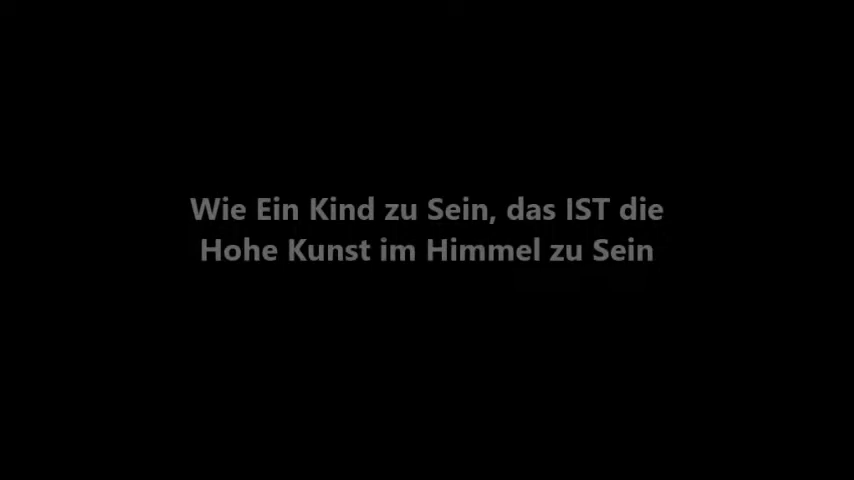 Wie Ein Kind zu Sein, das IST die
Hohe Kunst im Himmel zu Sein